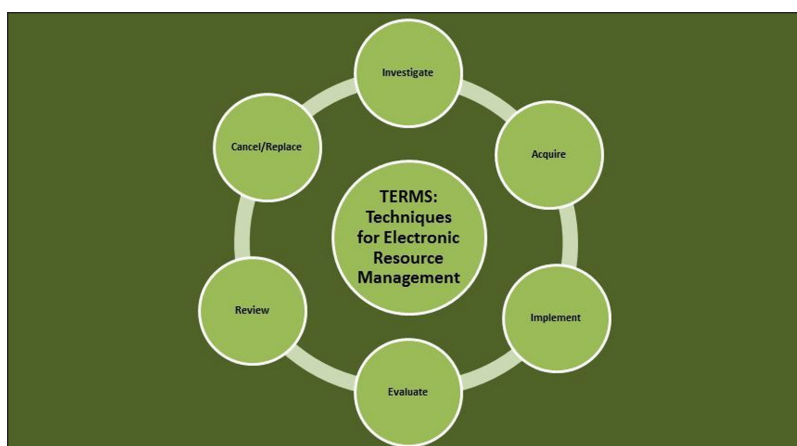 Investigate
Cancel/Replace
Acquire
TERMS:
Techniques
for Electronic
Resource
Management
Review
Implement
Evaluate